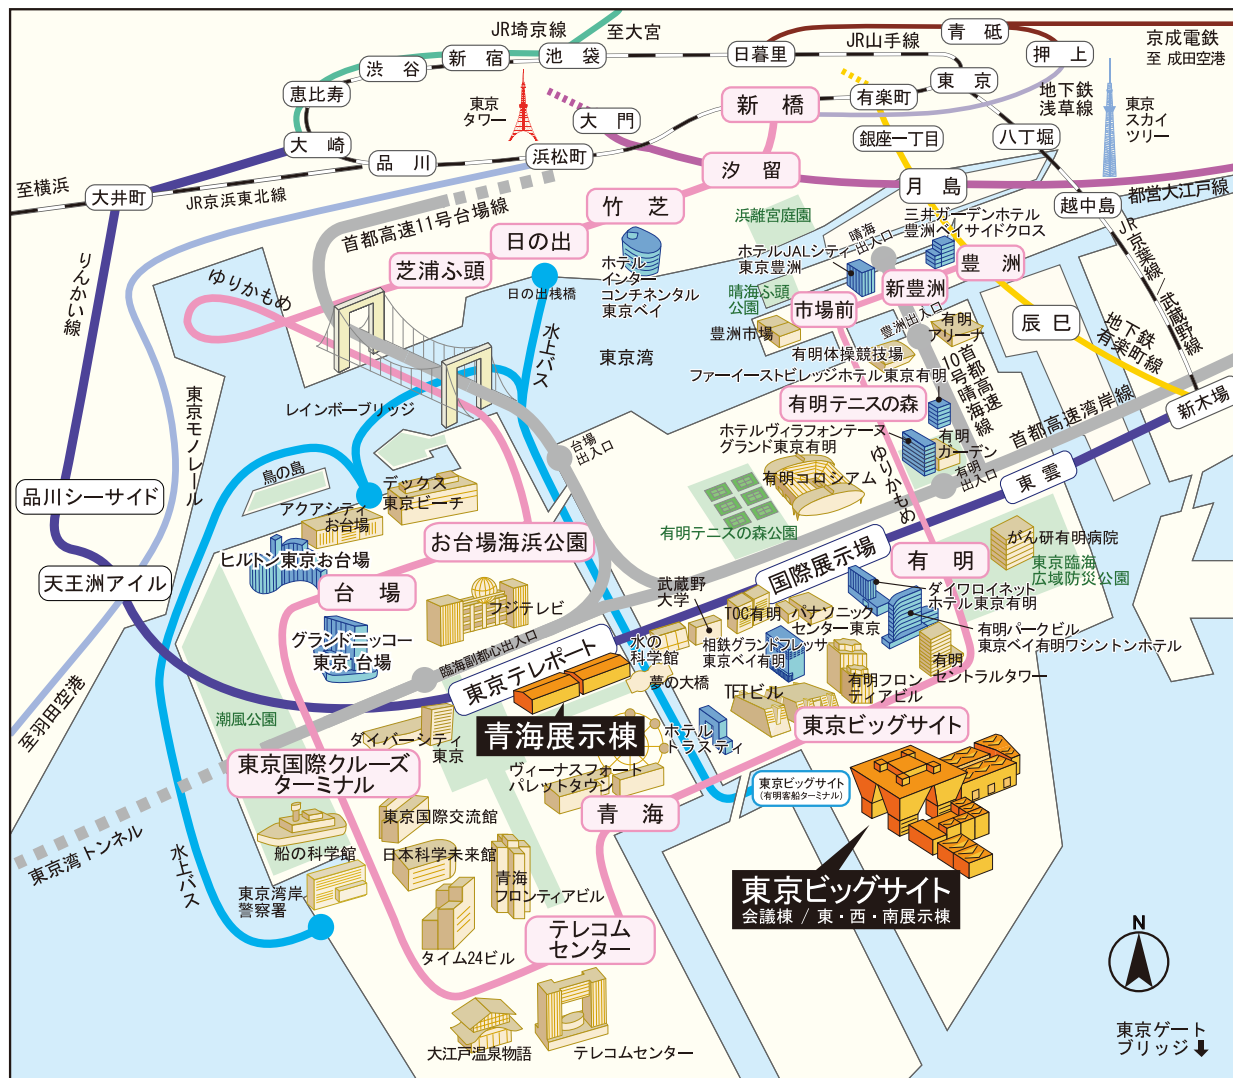 JR埼京線
至大宮
青 砥
京成電鉄
至 成田空港
新 宿
池 袋
日暮里
JR山手線
押 上
渋 谷
恵比寿
東京
タワー
有楽町
東 京
地下鉄
浅草線
東京
スカイ
ツリー
新 橋
大 門
大 崎
品 川
浜松町
銀座一丁目
八丁堀
汐 留
月 島
至横浜
大井町
JR京浜東北線
都営大江戸線
越中島
竹 芝
浜離宮庭園
首都高速11号台場線
日の出
三井ガーデンホテル
豊洲ベイサイドクロス
晴海
出入口
ホテルJALシティ
東京豊洲
豊 洲
JR京葉線/武蔵野線
りんかい線
ゆりかもめ
芝浦ふ頭
ホテル
インター
コンチネンタル
東京ベイ
日の出桟橋
晴海ふ頭
公園
新豊洲
市場前
豊洲市場
豊洲出入口
有明
アリーナ
辰 巳
地下鉄
有楽町線
水上バス
東京湾
有明体操競技場
10号晴海線
首都高速
ファーイーストビレッジホテル東京有明
東京モノレール
レインボーブリッジ
有明テニスの森
首都高速湾岸線
新木場
ホテルヴィラフォンテーヌ
グランド東京有明
有明
ガーデン
台場
出入口
鳥の島
デックス
東京ビーチ
有明コロシアム
ゆりかもめ
有明
出入口
東 雲
品川シーサイド
アクアシティ
お台場
有明テニスの森公園
お台場海浜公園
国際展示場
有 明
がん研有明病院
東京臨海
広域防災公園
ヒルトン東京お台場
天王洲アイル
台 場
フジテレビ
武蔵野
大学
TOC有明
パナソニック
センター東京
ダイワロイネット
ホテル東京有明
グランドニッコー
東京 台場
臨海副都心出入口
水の
科学館
相鉄グランドフレッサ
東京ベイ有明
有明パークビル
東京ベイ有明ワシントンホテル
東京テレポート
夢の大橋
有明フロン
ティアビル
有明
セントラルタワー
TFTビル
至羽田空港
潮風公園
ダイバーシティ
東京
青海展示棟
ホテル
トラスティ
東京ビッグサイト
東京国際クルーズ
ターミナル
ヴィーナスフォート
パレットタウン
東京ビッグサイト
(有明客船ターミナル)
東京国際交流館
青 海
東京湾トンネル
水上バス
船の科学館
日本科学未来館
青海
フロンティアビル
東京湾岸
警察署
東京ビッグサイト
会議棟 / 東・西・南展示棟
テレコム
センター
タイム24ビル
N
大江戸温泉物語
テレコムセンター
東京ゲート
ブリッジ